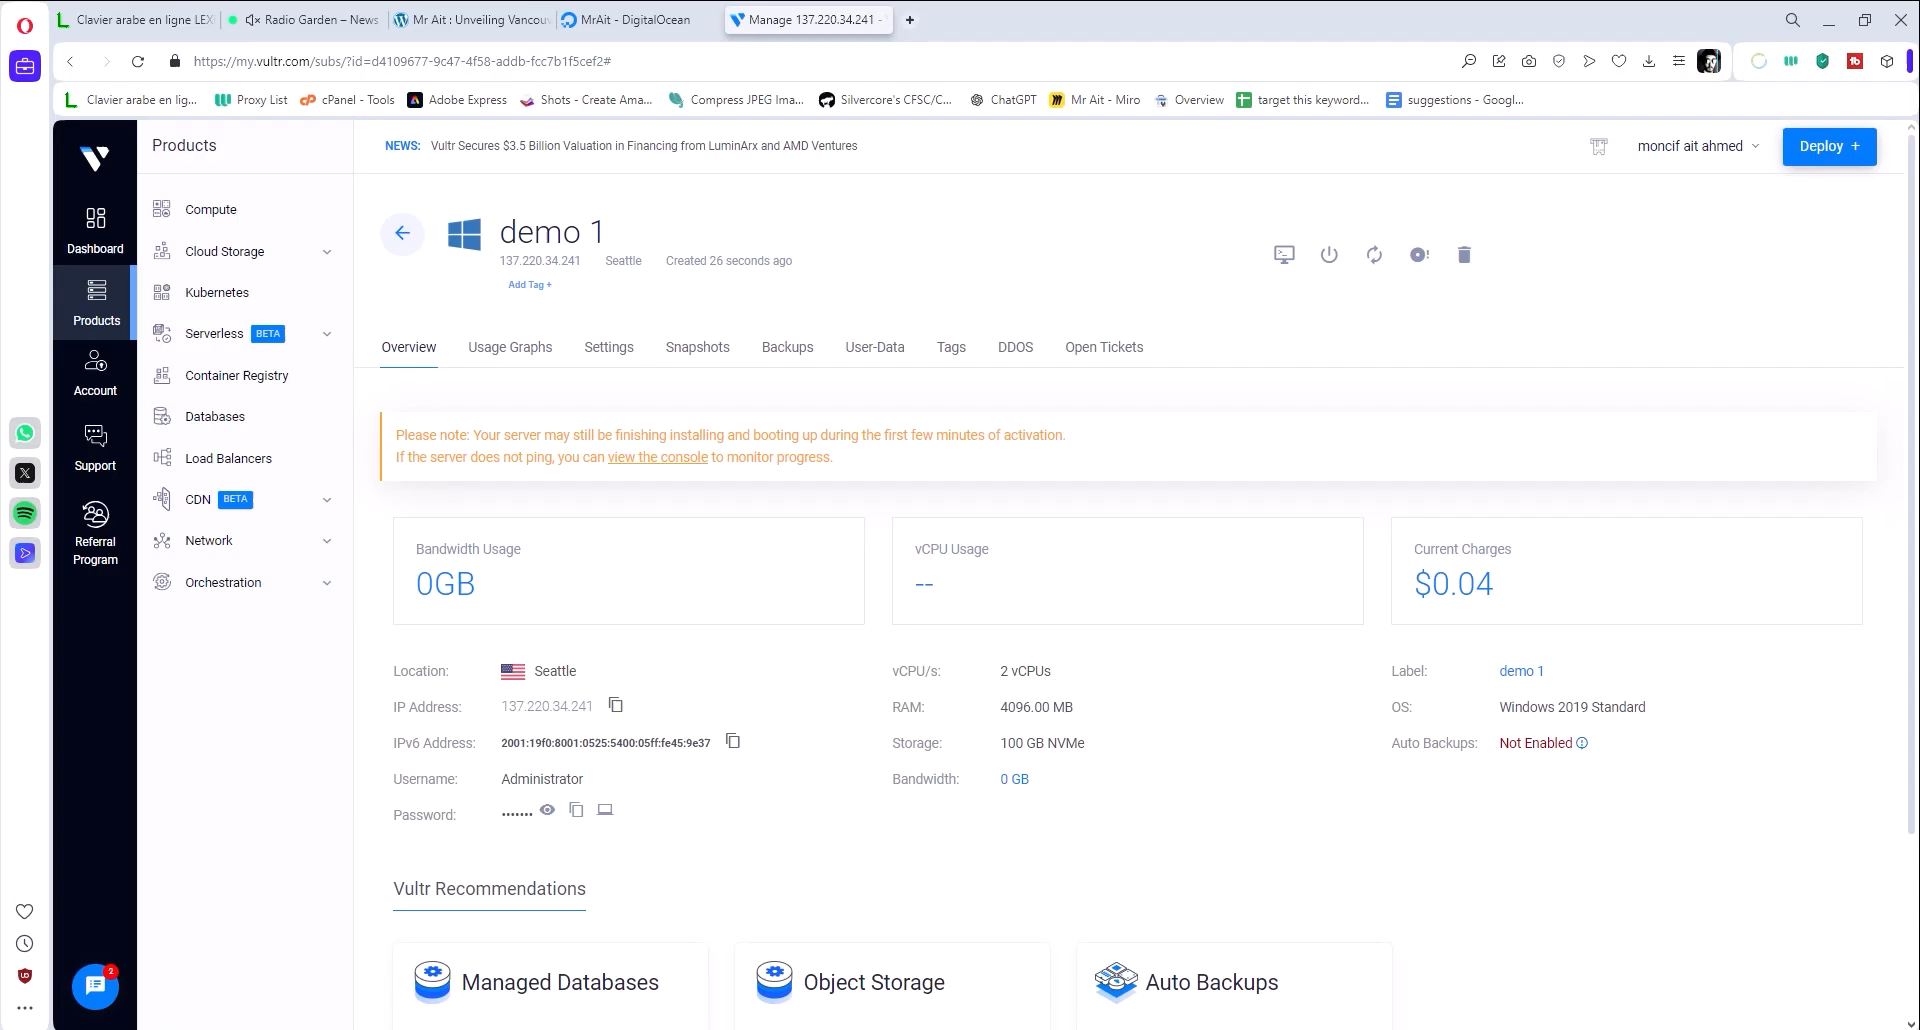 Clavier arabe en ligne LEX
Radio Garden – News
Mr Ait : Unveiling Vancouv
MrAit - DigitalOcean
Manage 137.220.34.241 -
https://my.vultr.com/subs/?id=d4109677-9c47-4f58-addb-fcc7b1f5cef2#
Clavier arabe en lig...
Proxy List
cPanel - Tools
Adobe Express
Shots - Create Ama...
Compress JPEG Ima...
Silvercore's CFSC/C...
ChatGPT
Mr Ait - Miro
Overview
target this keyword...
suggestions - Googl...
Dashboard
Products
Account
Support
Referral
Program
2
Products
Compute
Cloud Storage
Kubernetes
Serverless BETA
Container Registry
Databases
Load Balancers
CDN BETA
Network
Orchestration
NEWS: Vultr Secures $3.5 Billion Valuation in Financing from LuminArx and AMD Ventures
moncif ait ahmed
Deploy +
demo 1
137.220.34.241 Seattle Created 26 seconds ago
Add Tag +
Overview Usage Graphs Settings Snapshots Backups User-Data Tags DDOS Open Tickets
Please note: Your server may still be finishing installing and booting up during the first few minutes of activation.
If the server does not ping, you can view the console to monitor progress.
Bandwidth Usage
0GB
vCPU Usage
--
Current Charges
$0.04
Location: Seattle
IP Address: 137.220.34.241
IPv6 Address: 2001:19f0:8001:0525:5400:05ff:fe45:9e37
Username: Administrator
Password: .......
vCPU/s: 2 vCPUs
RAM: 4096.00 MB
Storage: 100 GB NVMe
Bandwidth: 0 GB
Label: demo 1
OS: Windows 2019 Standard
Auto Backups: Not Enabled
Vultr Recommendations
Managed Databases
Object Storage
Auto Backups